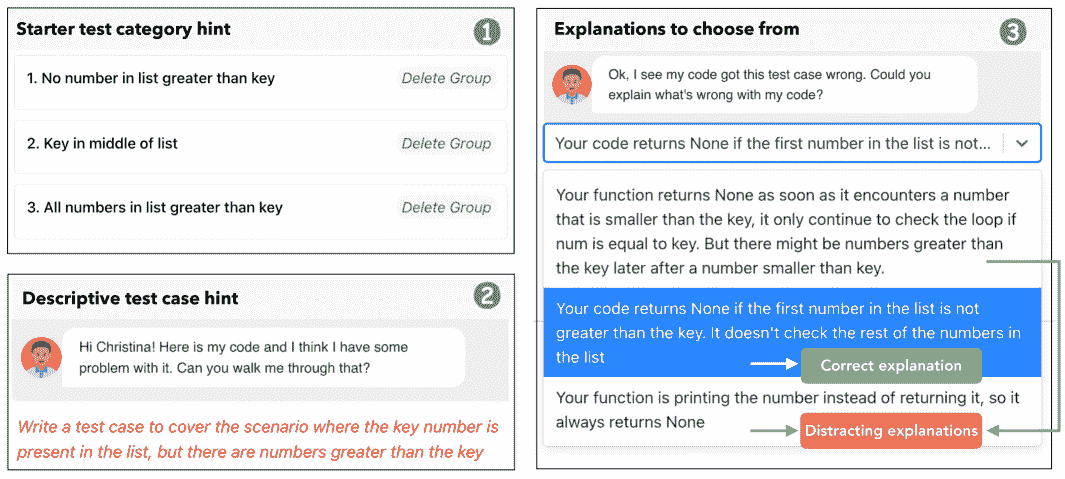 Starter test category hint
1
1. No number in list greater than key
Delete Group
2. Key in middle of list
Delete Group
3. All numbers in list greater than key
Delete Group
Descriptive test case hint
2
Hi Christina! Here is my code and I think I have some
problem with it. Can you walk me through that?
Write a test case to cover the scenario where the key number is
present in the list, but there are numbers greater than the key
Explanations to choose from
3
Ok, I see my code got this test case wrong. Could you
explain what's wrong with my code?
Your code returns None if the first number in the list is not...
Your function returns None as soon as it encounters a number
that is smaller than the key, it only continue to check the loop if
num is equal to key. But there might be numbers greater than
the key later after a number smaller than key.
Your code returns None if the first number in the list is not
greater than the key. It doesn't check the rest of the numbers in
the list
Correct explanation
Your function is printing the number instead of returning it, so it
always returns None
Distracting explanations